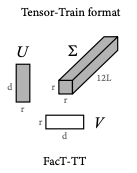 Tensor-Train format
U Σ
d
r
r
r
12L
r
d
V
FacT-TT